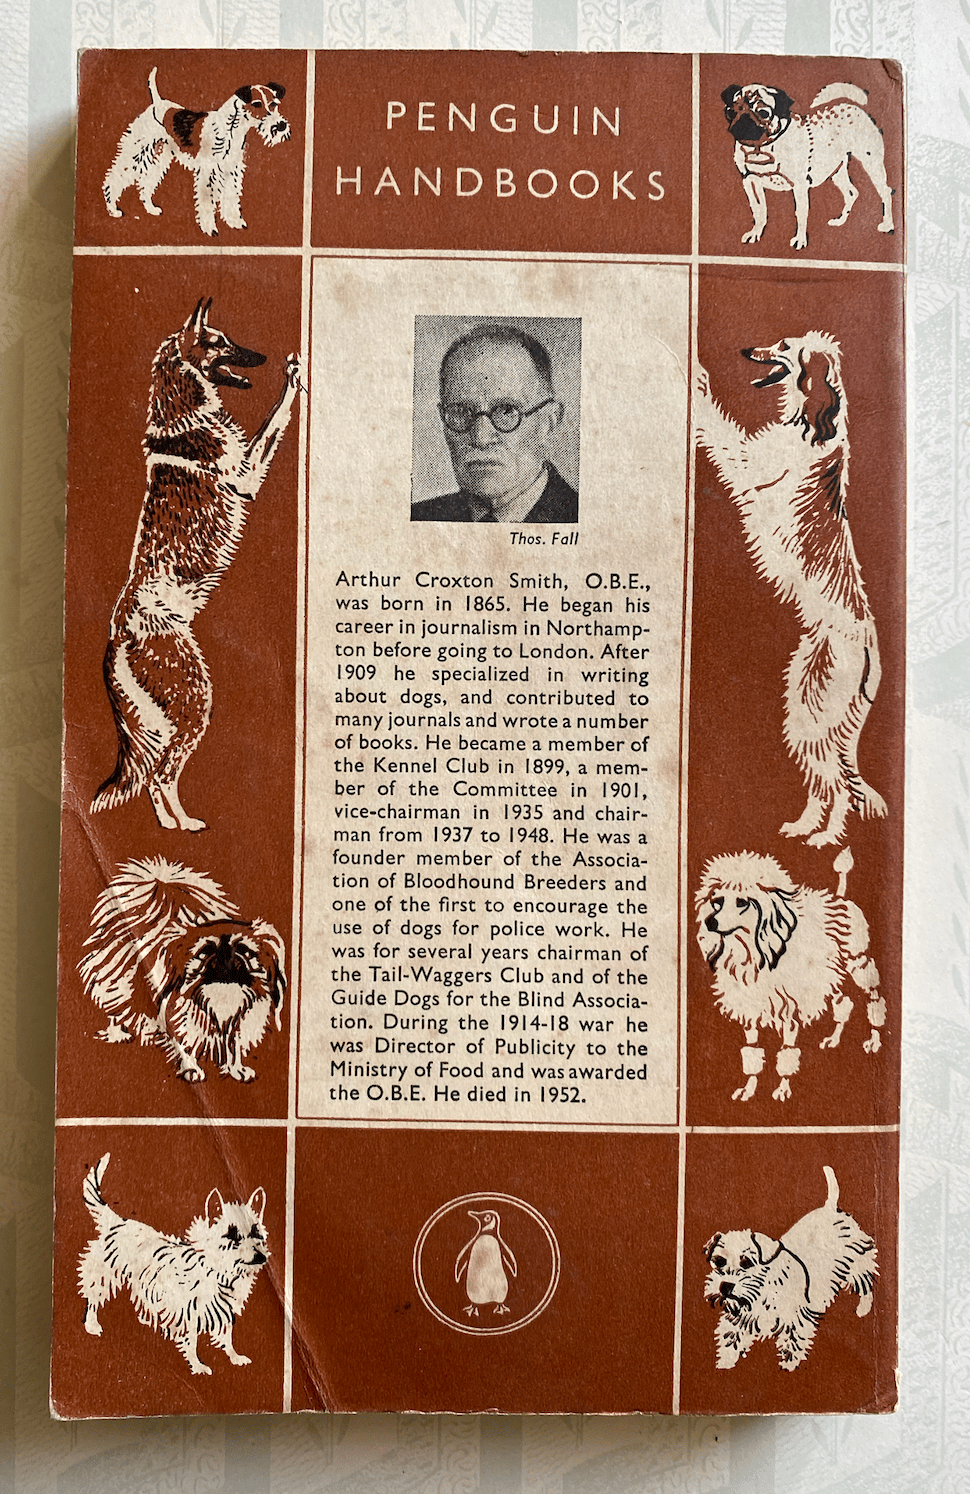 PENGUIN
HANDBOOKS
Thos. Fall
Arthur Croxton Smith, O.B.E.,
was born in 1865. He began his
career in journalism in Northamp-
ton before going to London. After
1909 he specialized in writing
about dogs, and contributed to
many journals and wrote a number
of books. He became a member of
the Kennel Club in 1899, a mem-
ber of the Committee in 1901,
vice-chairman in 1935 and chair-
man from 1937 to 1948. He was a
founder member of the Associa-
tion of Bloodhound Breeders and
one of the first to encourage the
use of dogs for police work. He
was for several years chairman of
the Tail-Waggers Club and of the
Guide Dogs for the Blind Associa-
tion. During the 1914-18 war he
was Director of Publicity to the
Ministry of Food and was awarded
the O.B.E. He died in 1952.